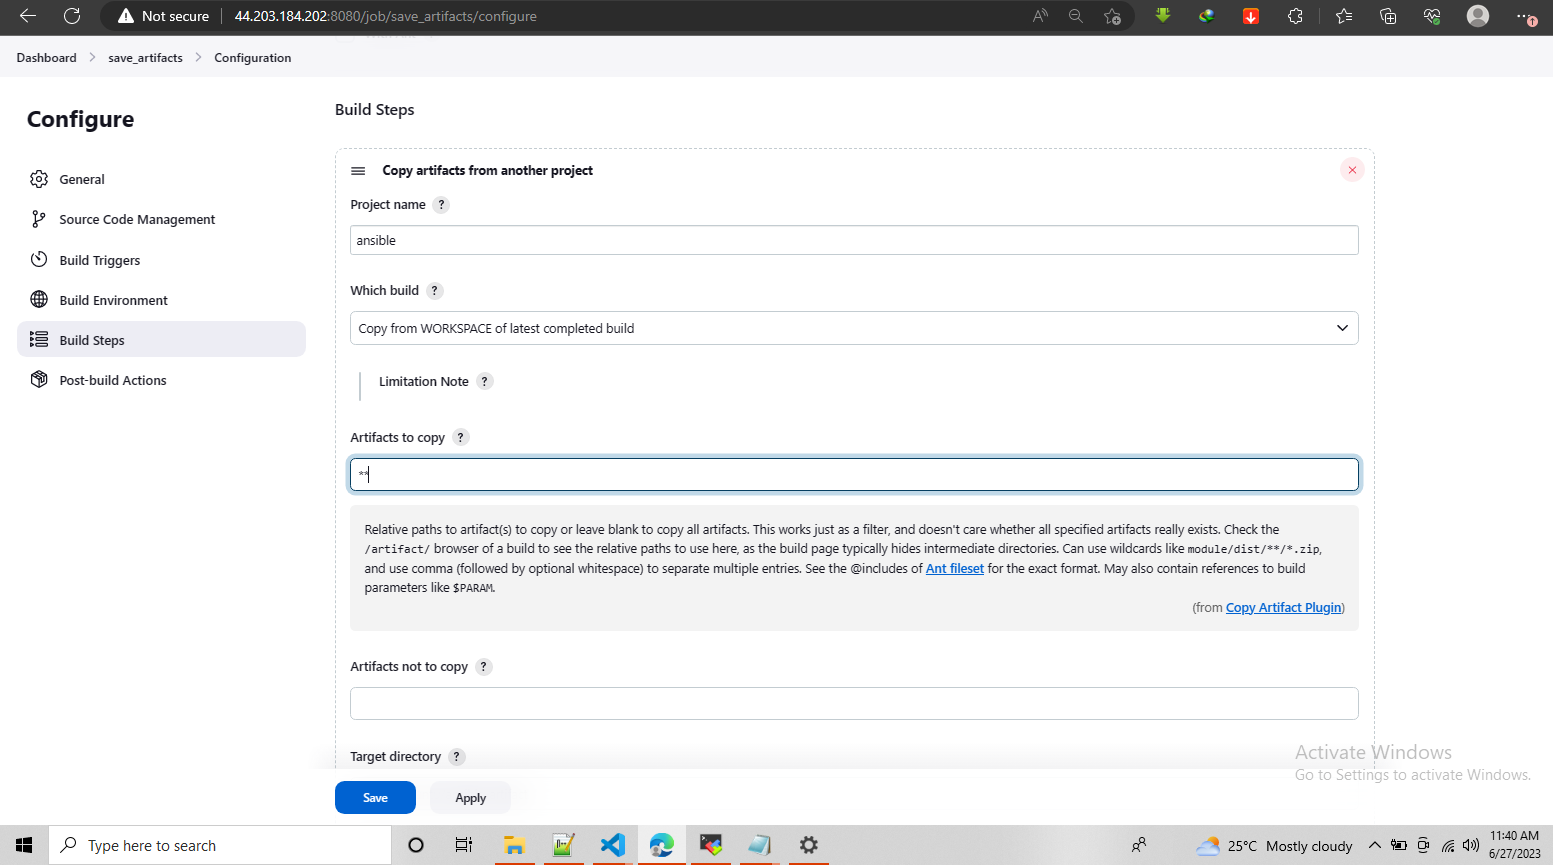 Not secure 44.203.184.202:8080/job/save_artifacts/configure
Dashboard save_artifacts Configuration
Configure
General
Source Code Management
Build Triggers
Build Environment
Build Steps
Post-build Actions
Build Steps
Copy artifacts from another project
Project name ?
ansible
Which build ?
Copy from WORKSPACE of latest completed build
Limitation Note ?
Artifacts to copy ?
**
Relative paths to artifact(s) to copy or leave blank to copy all artifacts. This works just as a filter, and doesn't care whether all specified artifacts really exists. Check the
/artifact/ browser of a build to see the relative paths to use here, as the build page typically hides intermediate directories. Can use wildcards like module/dist/**/*.zip,
and use comma (followed by optional whitespace) to separate multiple entries. See the @includes of Ant fileset for the exact format. May also contain references to build
parameters like $PARAM.
(from Copy Artifact Plugin)
Artifacts not to copy ?
Target directory ?
Save Apply
Activate Windows
Go to Settings to activate Windows.
Type here to search
25°C Mostly cloudy
11:40 AM
6/27/2023